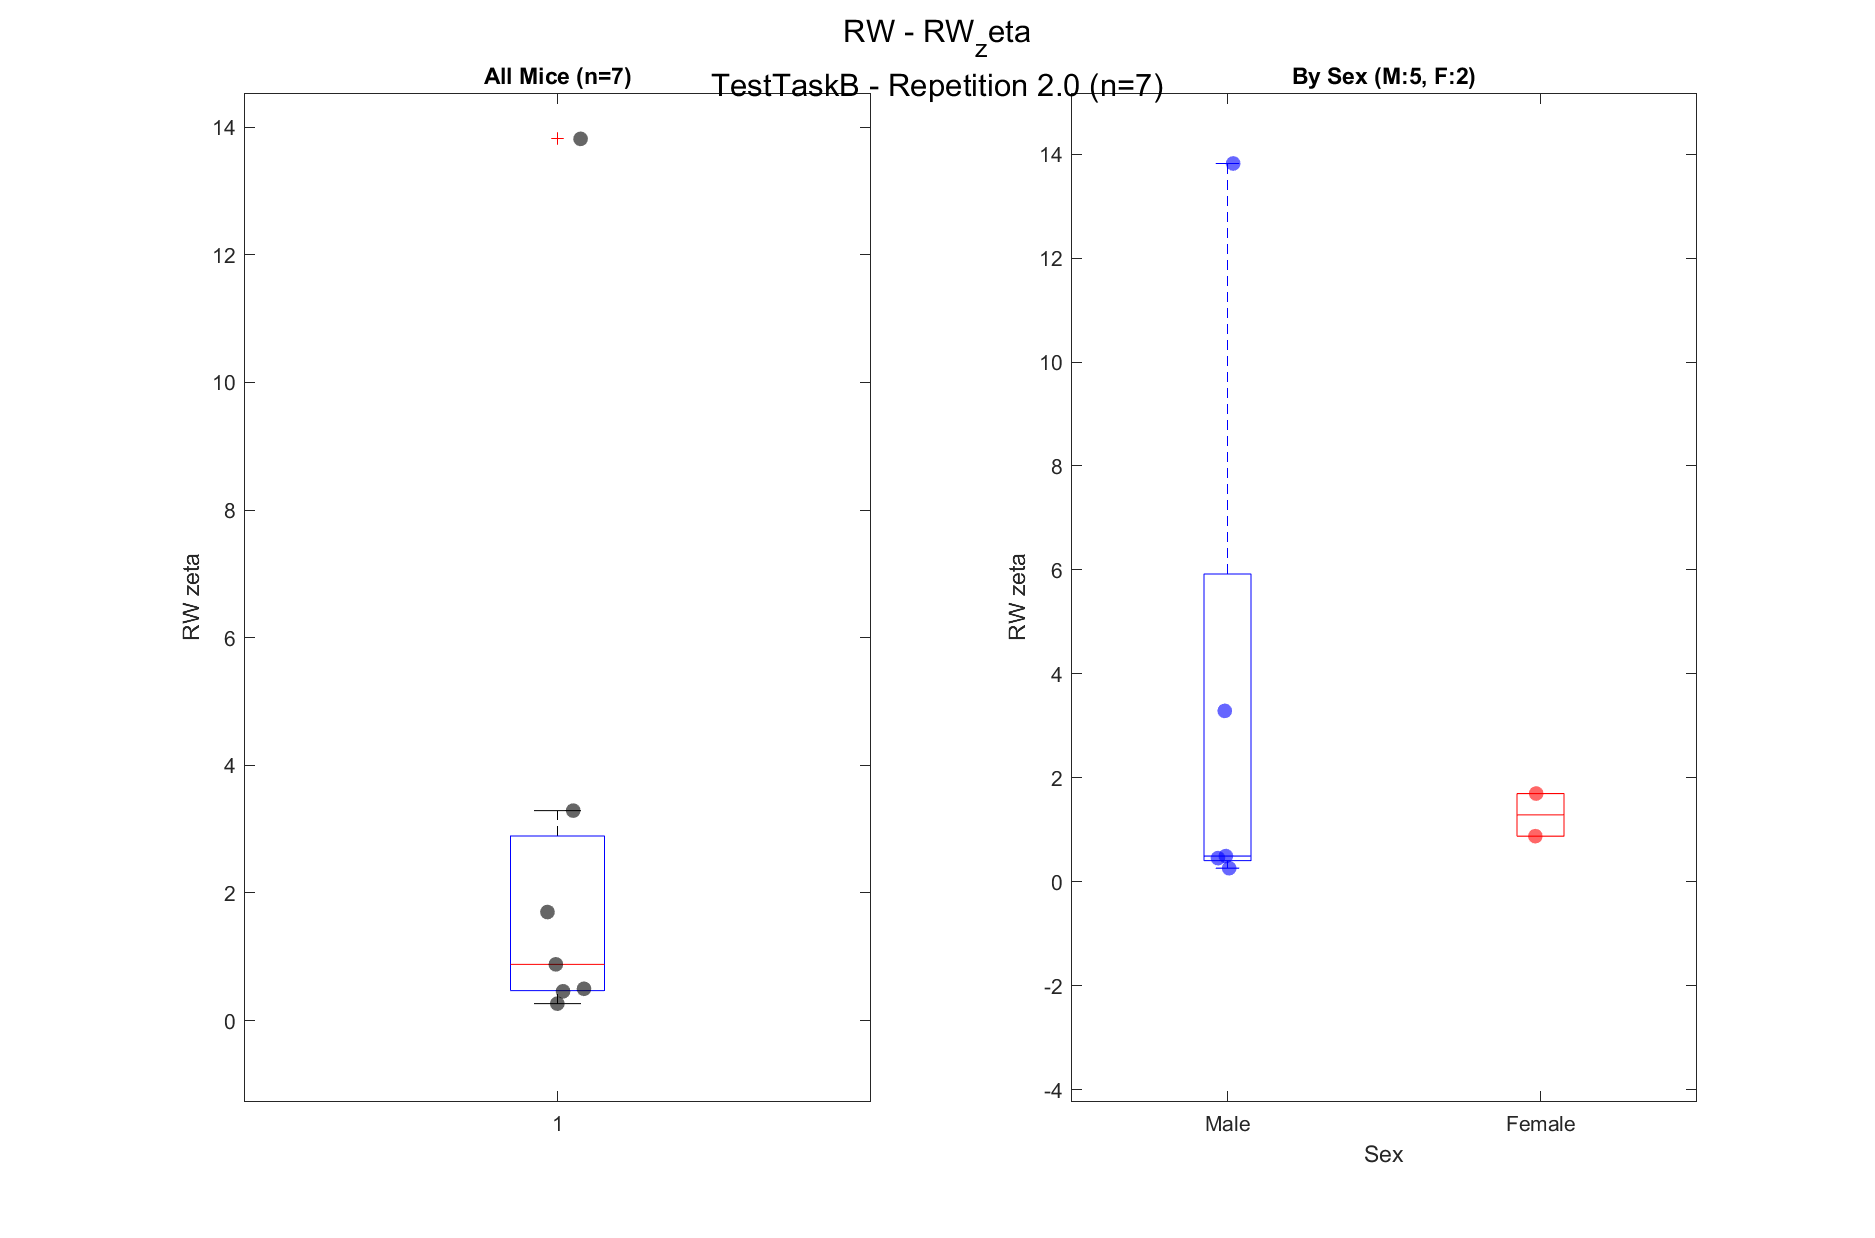 RW - RW_zeta
TestTaskB - Repetition 2.0 (n=7)
All Mice (n=7)
14
12
10
8
6
4
2
0
RW zeta
1
By Sex (M:5, F:2)
14
12
10
8
6
4
2
0
-2
-4
RW zeta
Male Female
Sex